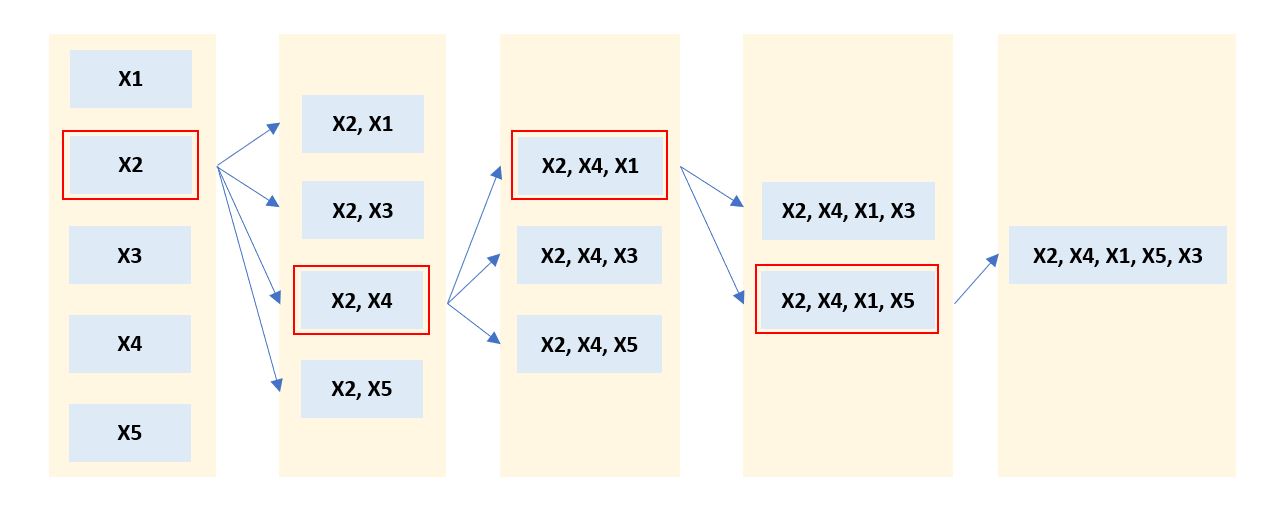 X1
X2
X3
X4
X5
X2, X1
X2, X3
X2, X4
X2, X5
X2, X4, X1
X2, X4, X3
X2, X4, X5
X2, X4, X1, X3
X2, X4, X1, X5
X2, X4, X1, X5, X3